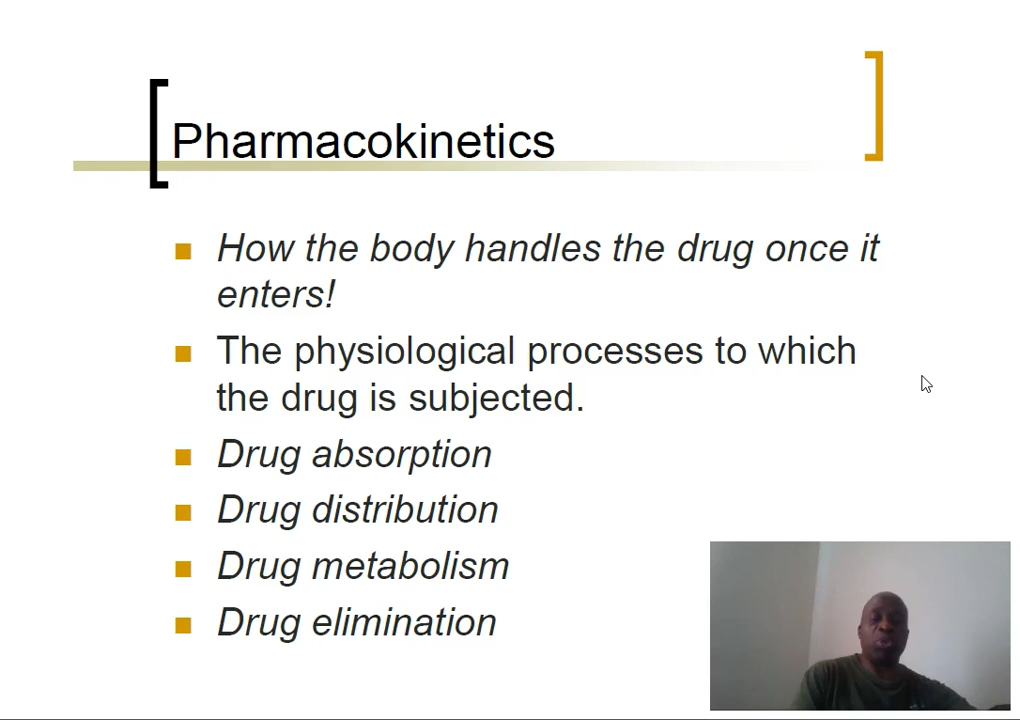 Pharmacokinetics
How the body handles the drug once it
enters!
The physiological processes to which
the drug is subjected.
Drug absorption
Drug distribution
Drug metabolism
Drug elimination